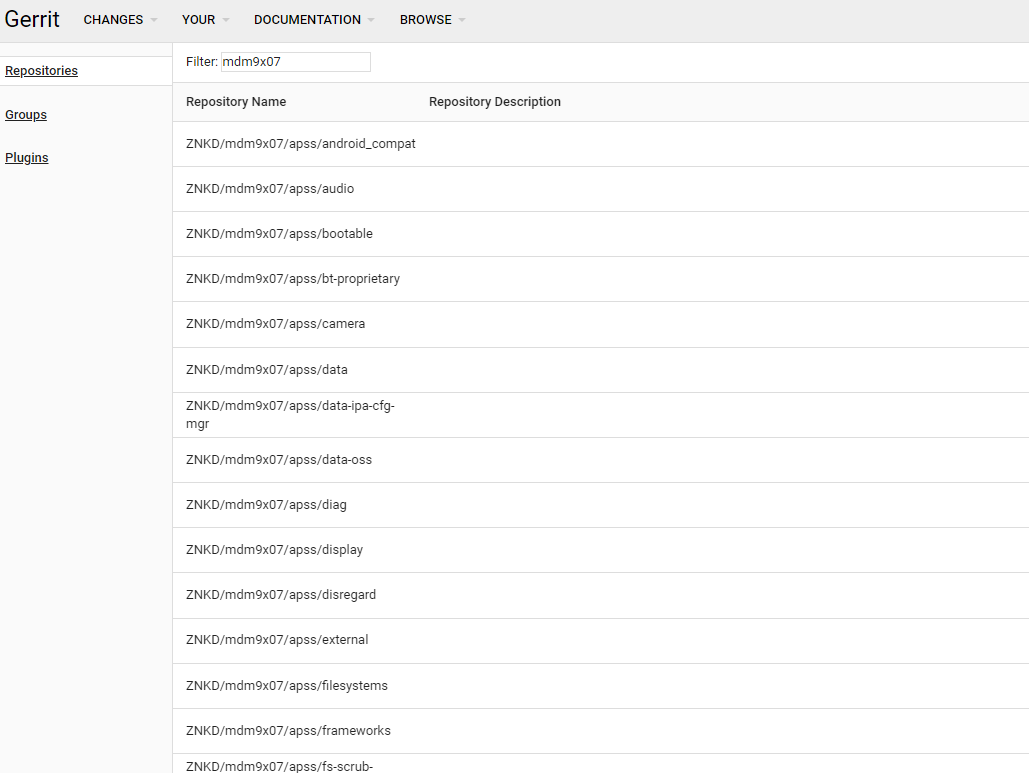 Gerrit CHANGES YOUR DOCUMENTATION BROWSE
Repositories
Groups
Plugins
Filter: mdm9x07
Repository Name Repository Description
ZNKD/mdm9x07/apss/android_compat
ZNKD/mdm9x07/apss/audio
ZNKD/mdm9x07/apss/bootable
ZNKD/mdm9x07/apss/bt-proprietary
ZNKD/mdm9x07/apss/camera
ZNKD/mdm9x07/apss/data
ZNKD/mdm9x07/apss/data-ipa-cfg-
mgr
ZNKD/mdm9x07/apss/data-oss
ZNKD/mdm9x07/apss/diag
ZNKD/mdm9x07/apss/display
ZNKD/mdm9x07/apss/disregard
ZNKD/mdm9x07/apss/external
ZNKD/mdm9x07/apss/filesystems
ZNKD/mdm9x07/apss/frameworks
ZNKD/mdm9x07/apss/fs-scrub-